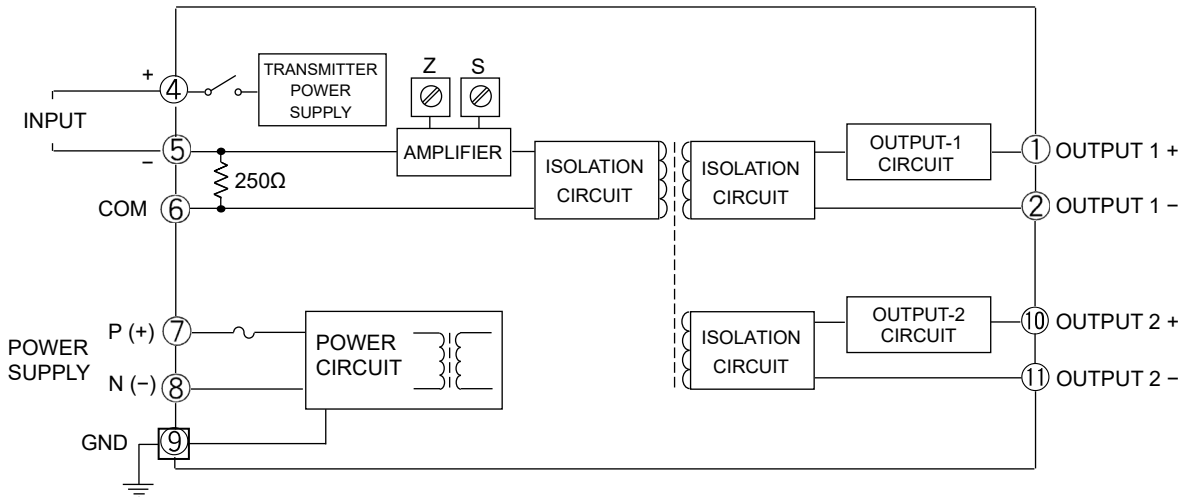 Z S
+
4
TRANSMITTER
POWER
SUPPLY
INPUT
−
5
AMPLIFIER
ISOLATION
CIRCUIT
ISOLATION
CIRCUIT
OUTPUT-1
CIRCUIT
1 OUTPUT 1 +
250Ω
COM 6
2 OUTPUT 1 −
POWER
SUPPLY
P (+) 7
N (−) 8
POWER
CIRCUIT
ISOLATION
CIRCUIT
OUTPUT-2
CIRCUIT
10 OUTPUT 2 +
11 OUTPUT 2 −
GND 9